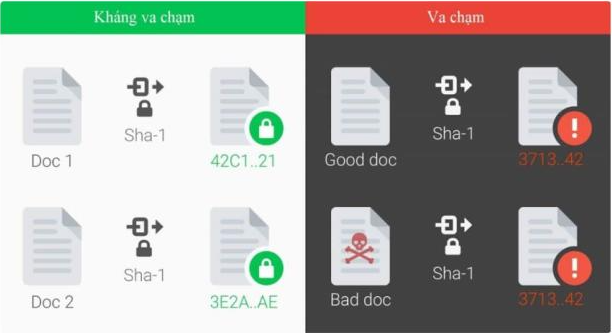 Kháng va chạm
Va chạm
Sha-1
Doc 1
42C1..21
Sha-1
Good doc
3713..42
Sha-1
Doc 2
3E2A..AE
Sha-1
Bad doc
3713..42